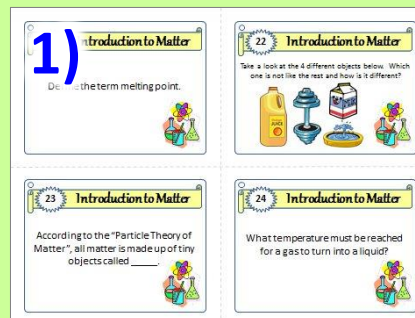 1)
ntroduction to Matter
De the term melting point.
22 Introduction to Matter
Take a look at the 4 different objects below. Which
one is not like the rest and how is it different?
JUICE
23 Introduction to Matter
According to the "Particle Theory of
Matter", all matter is made up of tiny
objects called _____.
24 Introduction to Matter
What temperature must be reached
for a gas to turn into a liquid?